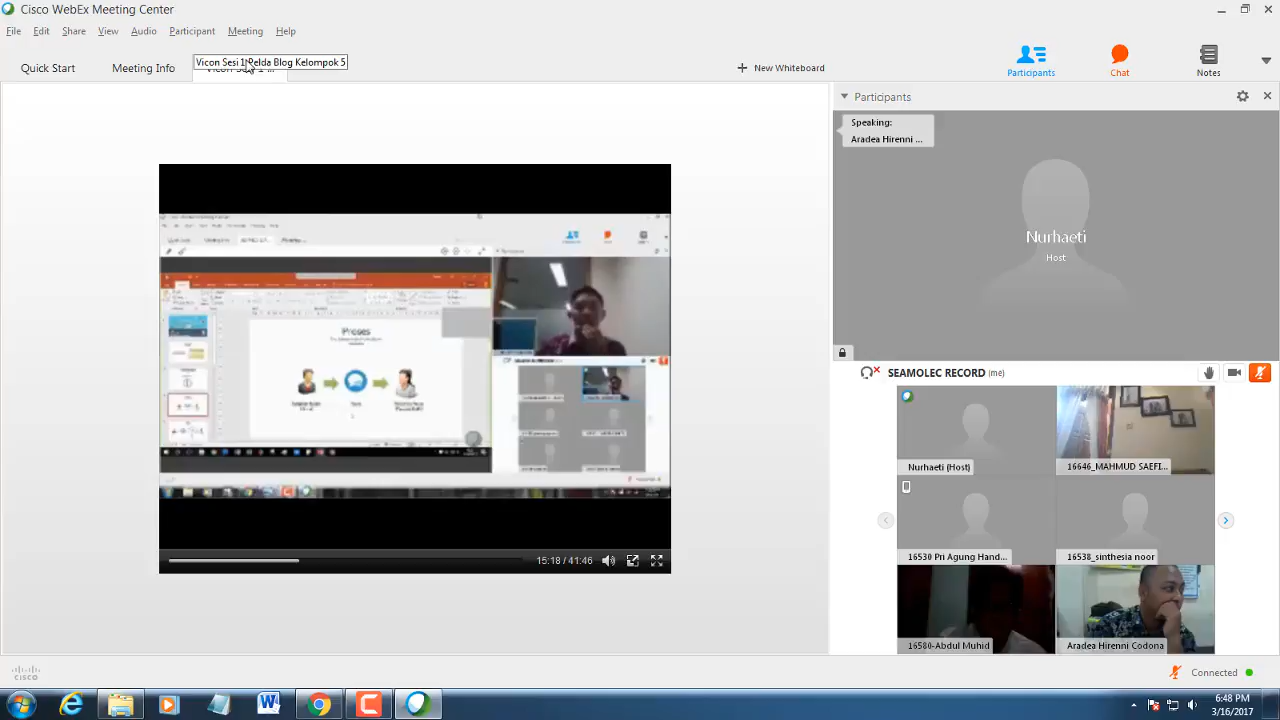 Cisco WebEx Meeting Center
File Edit Share View Audio Participant Meeting Help
Vicon Sesi 1 Pelda Blog Kelompok 5
Quick Start
Meeting Info
New Whiteboard
Participants
Chat
Notes
Participants
Speaking:
Aradea Hirenni ...
Nurhaeti
Host
Proses
15:18 / 41:46
SEAMOLEC RECORD (me)
Nurhaeti (Host)
16646_MAHMUD SAEFI...
16530 Pri Agung Hand...
16538_sinthesia noor
16580-Abdul Muhid
Aradea Hirenni Codona
cisco
Connected
6:48 PM
3/16/2017